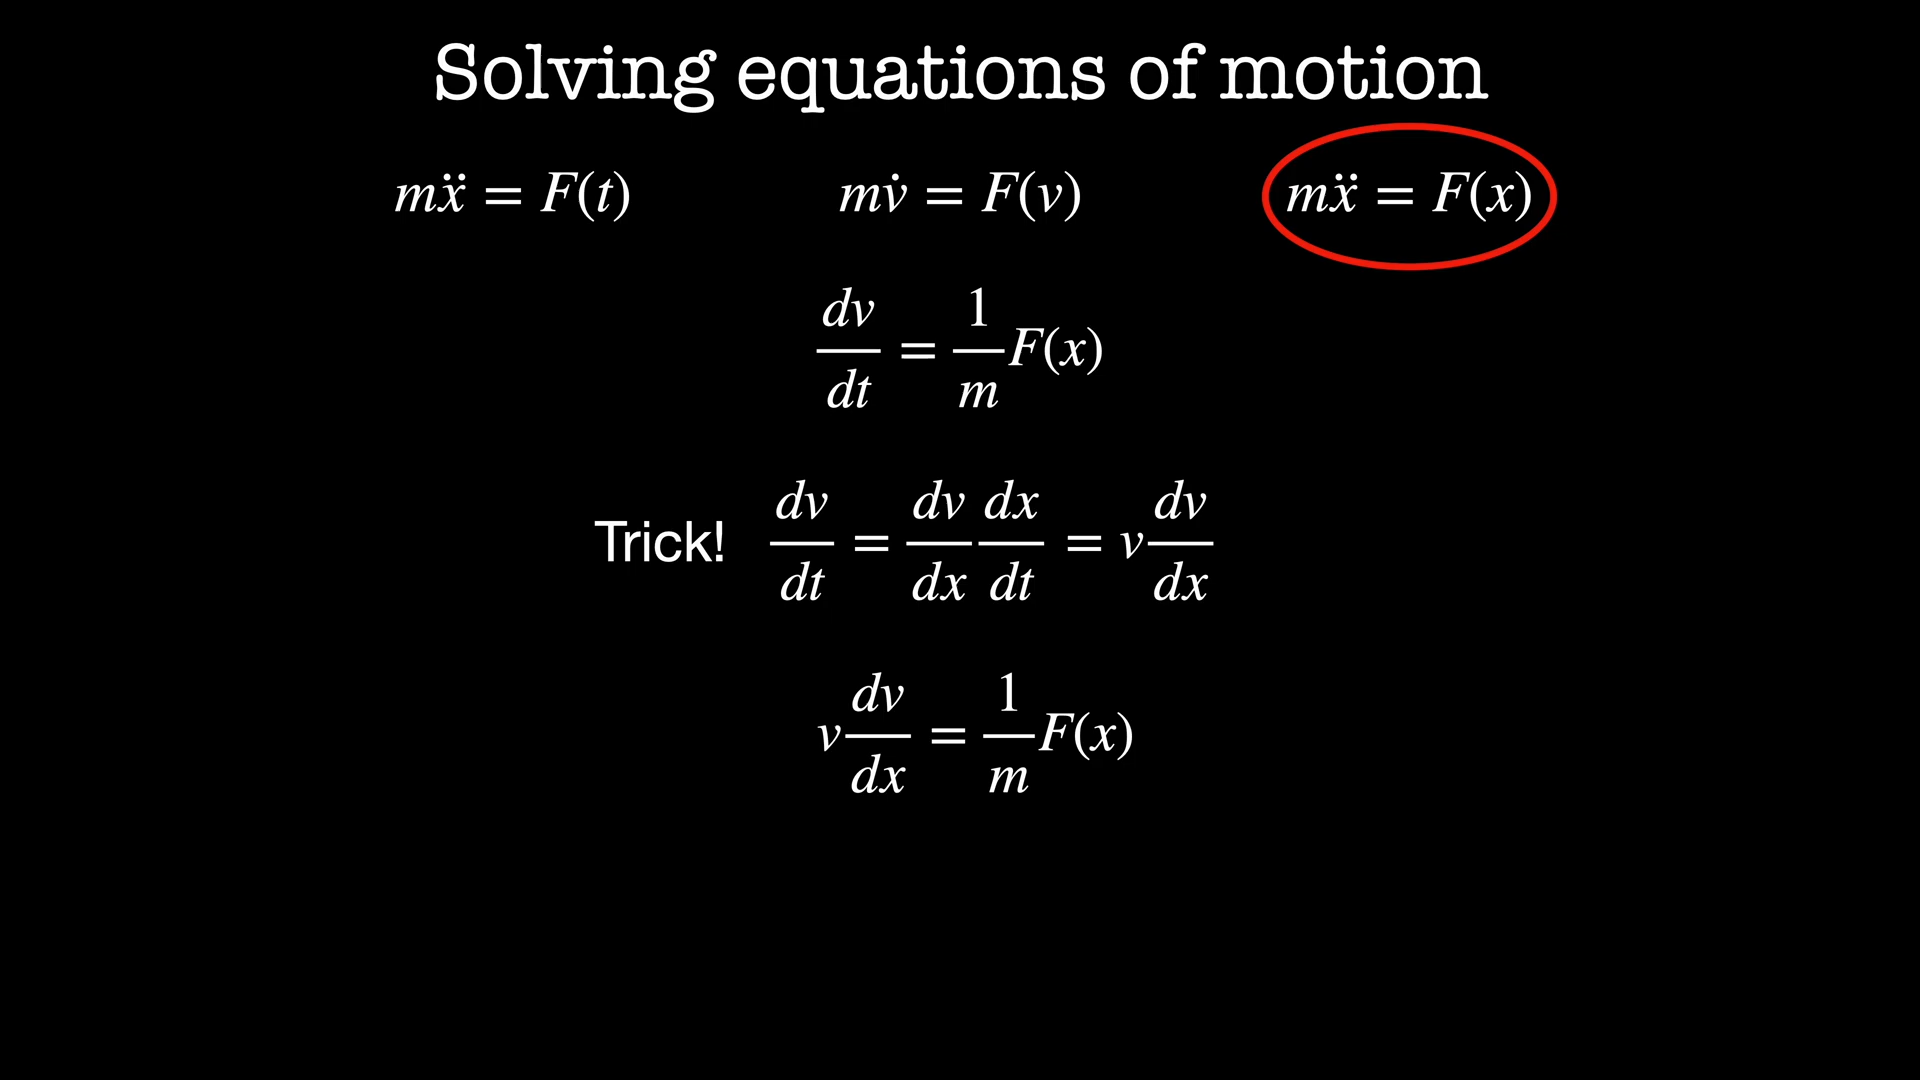 Solving equations of motion
mẍ = F(t) mv̇ = F(v) mẍ = F(x)
dv/dt = 1/m F(x)
Trick! dv/dt = dv/dx dx/dt = v dv/dx
v dv/dx = 1/m F(x)